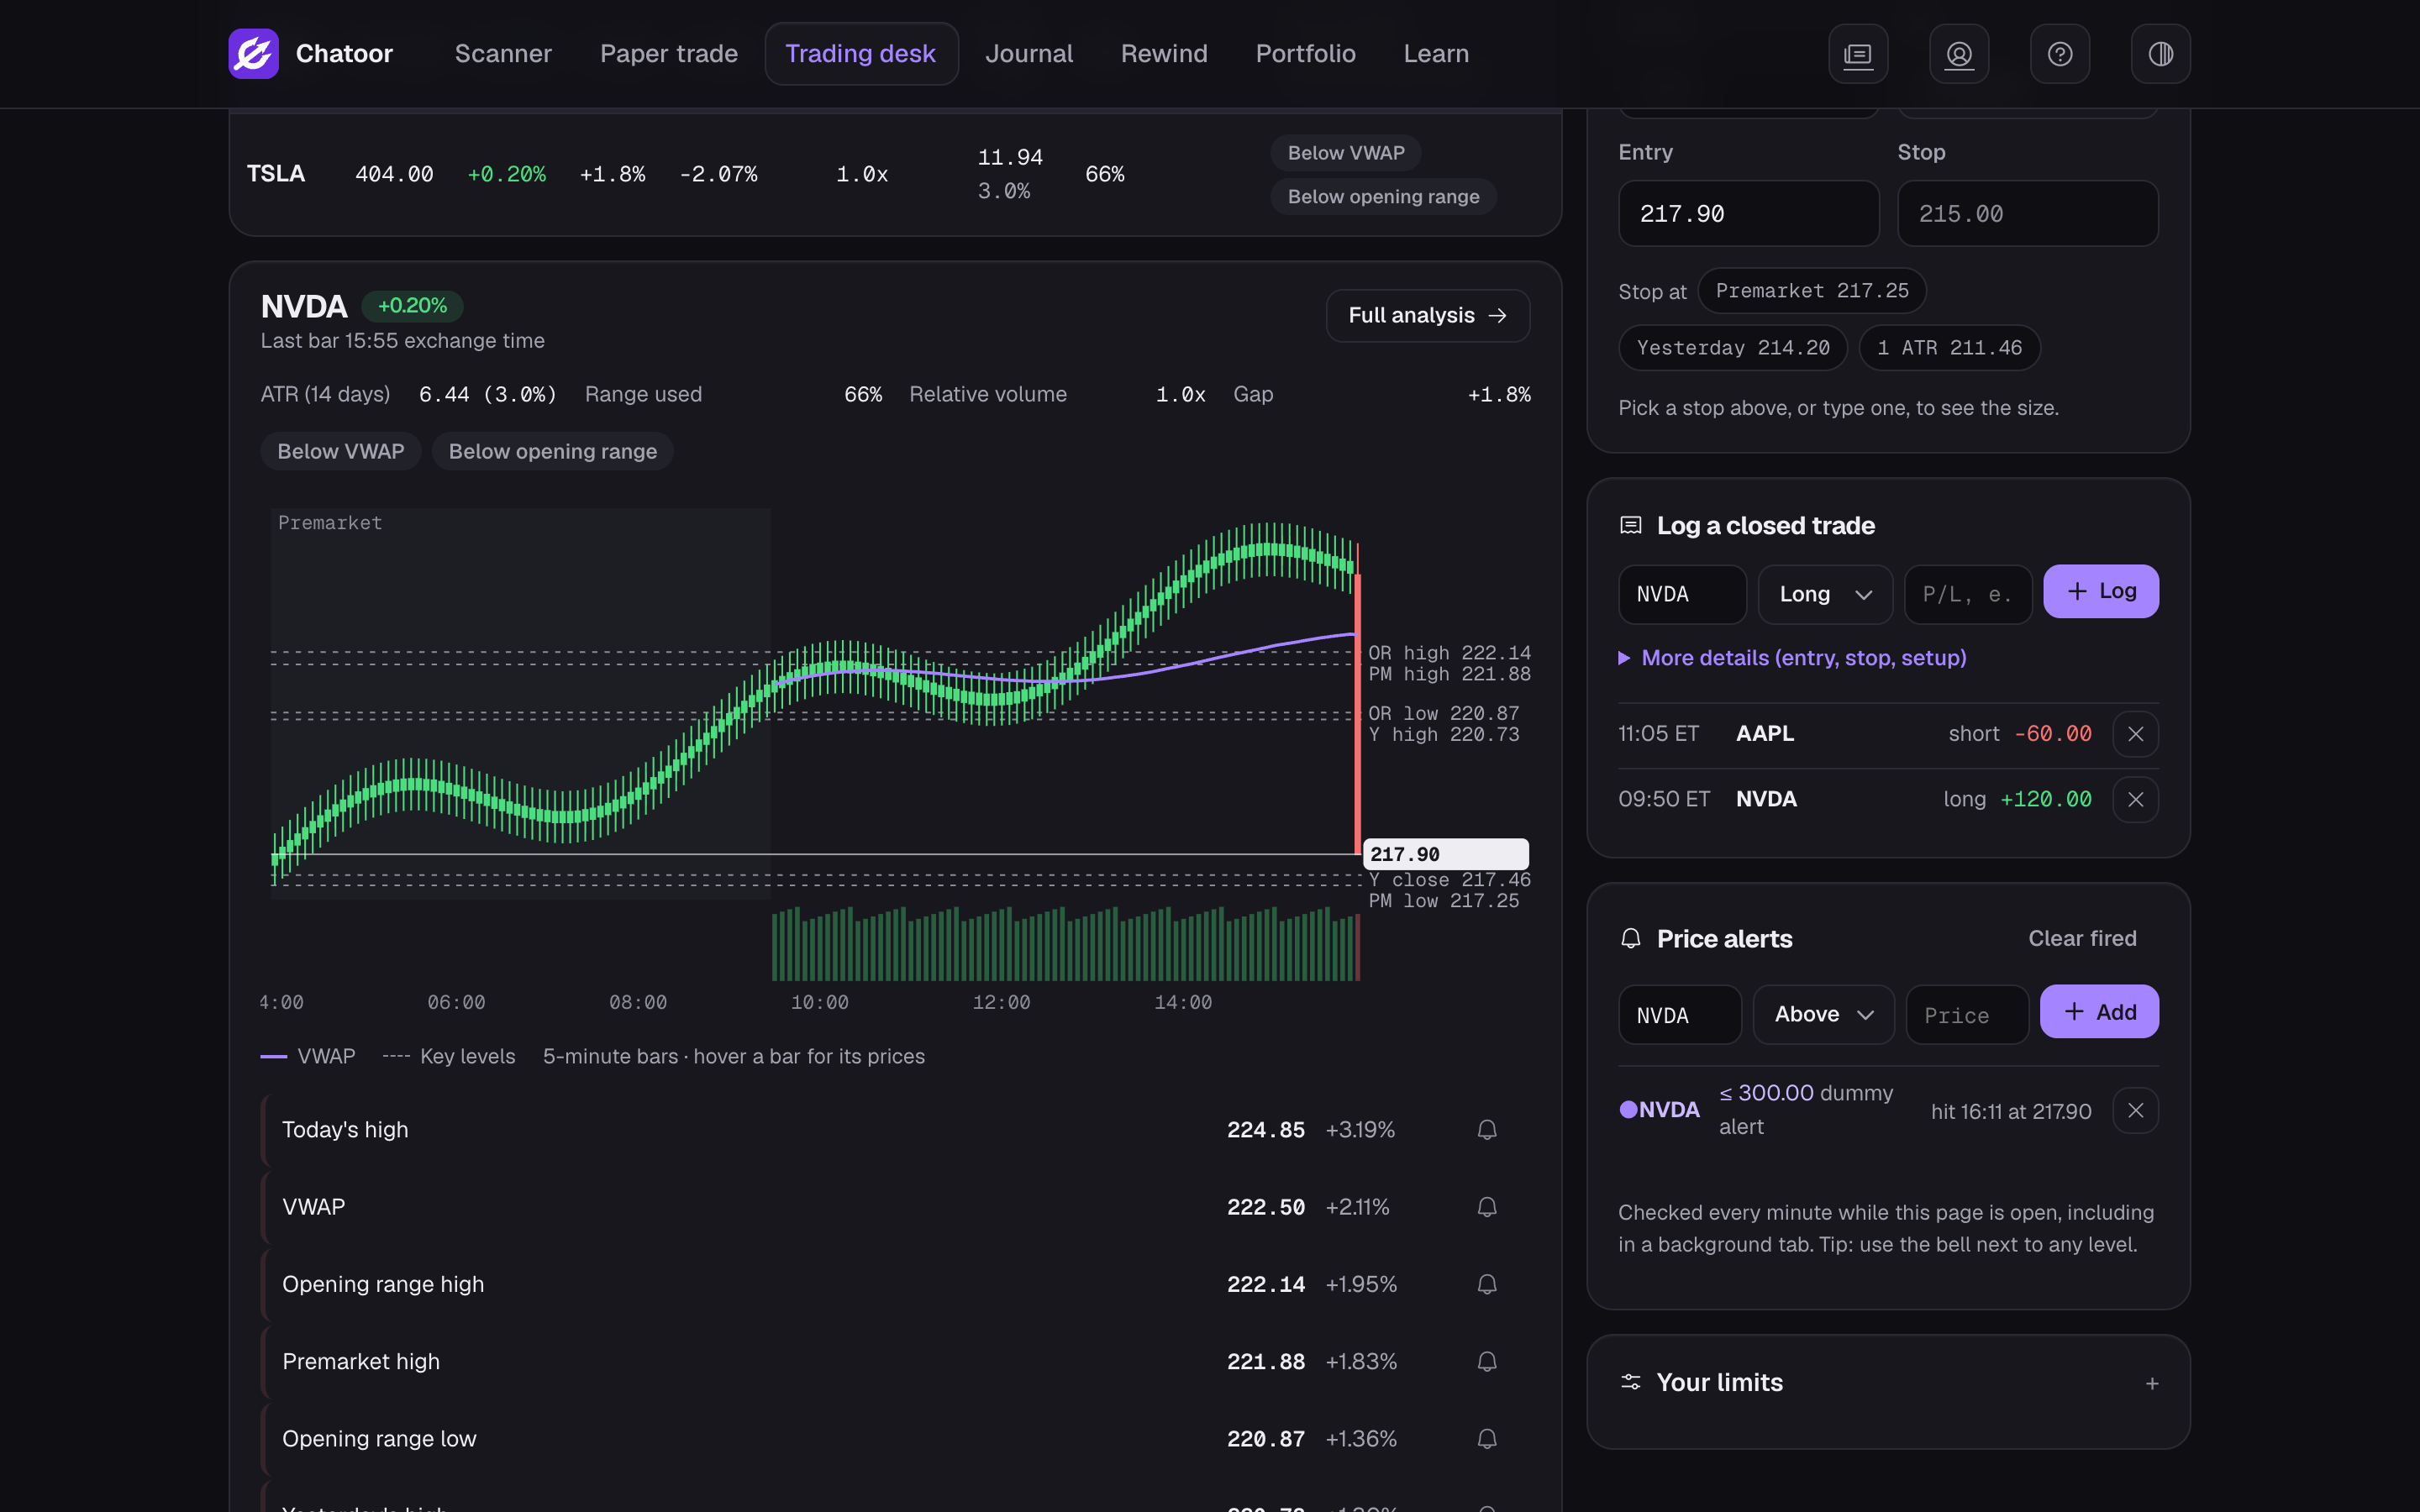 Chatoor Scanner Paper trade Trading desk Journal Rewind Portfolio Learn
TSLA 404.00 +0.20% +1.8% -2.07% 1.0x 11.94 66% Below VWAP
3.0% Below opening range
NVDA +0.20%
Last bar 15:55 exchange time
Full analysis →
ATR (14 days) 6.44 (3.0%) Range used 66% Relative volume 1.0x Gap +1.8%
Below VWAP Below opening range
Premarket
OR high 222.14
PM high 221.88
OR low 220.87
Y high 220.73
217.90
Y close 217.46
PM low 217.25
4:00 06:00 08:00 10:00 12:00 14:00
VWAP Key levels 5-minute bars · hover a bar for its prices
Today's high 224.85 +3.19%
VWAP 222.50 +2.11%
Opening range high 222.14 +1.95%
Premarket high 221.88 +1.83%
Opening range low 220.87 +1.36%
Entry Stop
217.90 215.00
Stop at Premarket 217.25
Yesterday 214.20 1 ATR 211.46
Pick a stop above, or type one, to see the size.
Log a closed trade
NVDA Long P/L, e. + Log
More details (entry, stop, setup)
11:05 ET AAPL short -60.00
09:50 ET NVDA long +120.00
Price alerts Clear fired
NVDA Above Price + Add
NVDA ≤ 300.00 dummy hit 16:11 at 217.90
alert
Checked every minute while this page is open, including
in a background tab. Tip: use the bell next to any level.
Your limits +